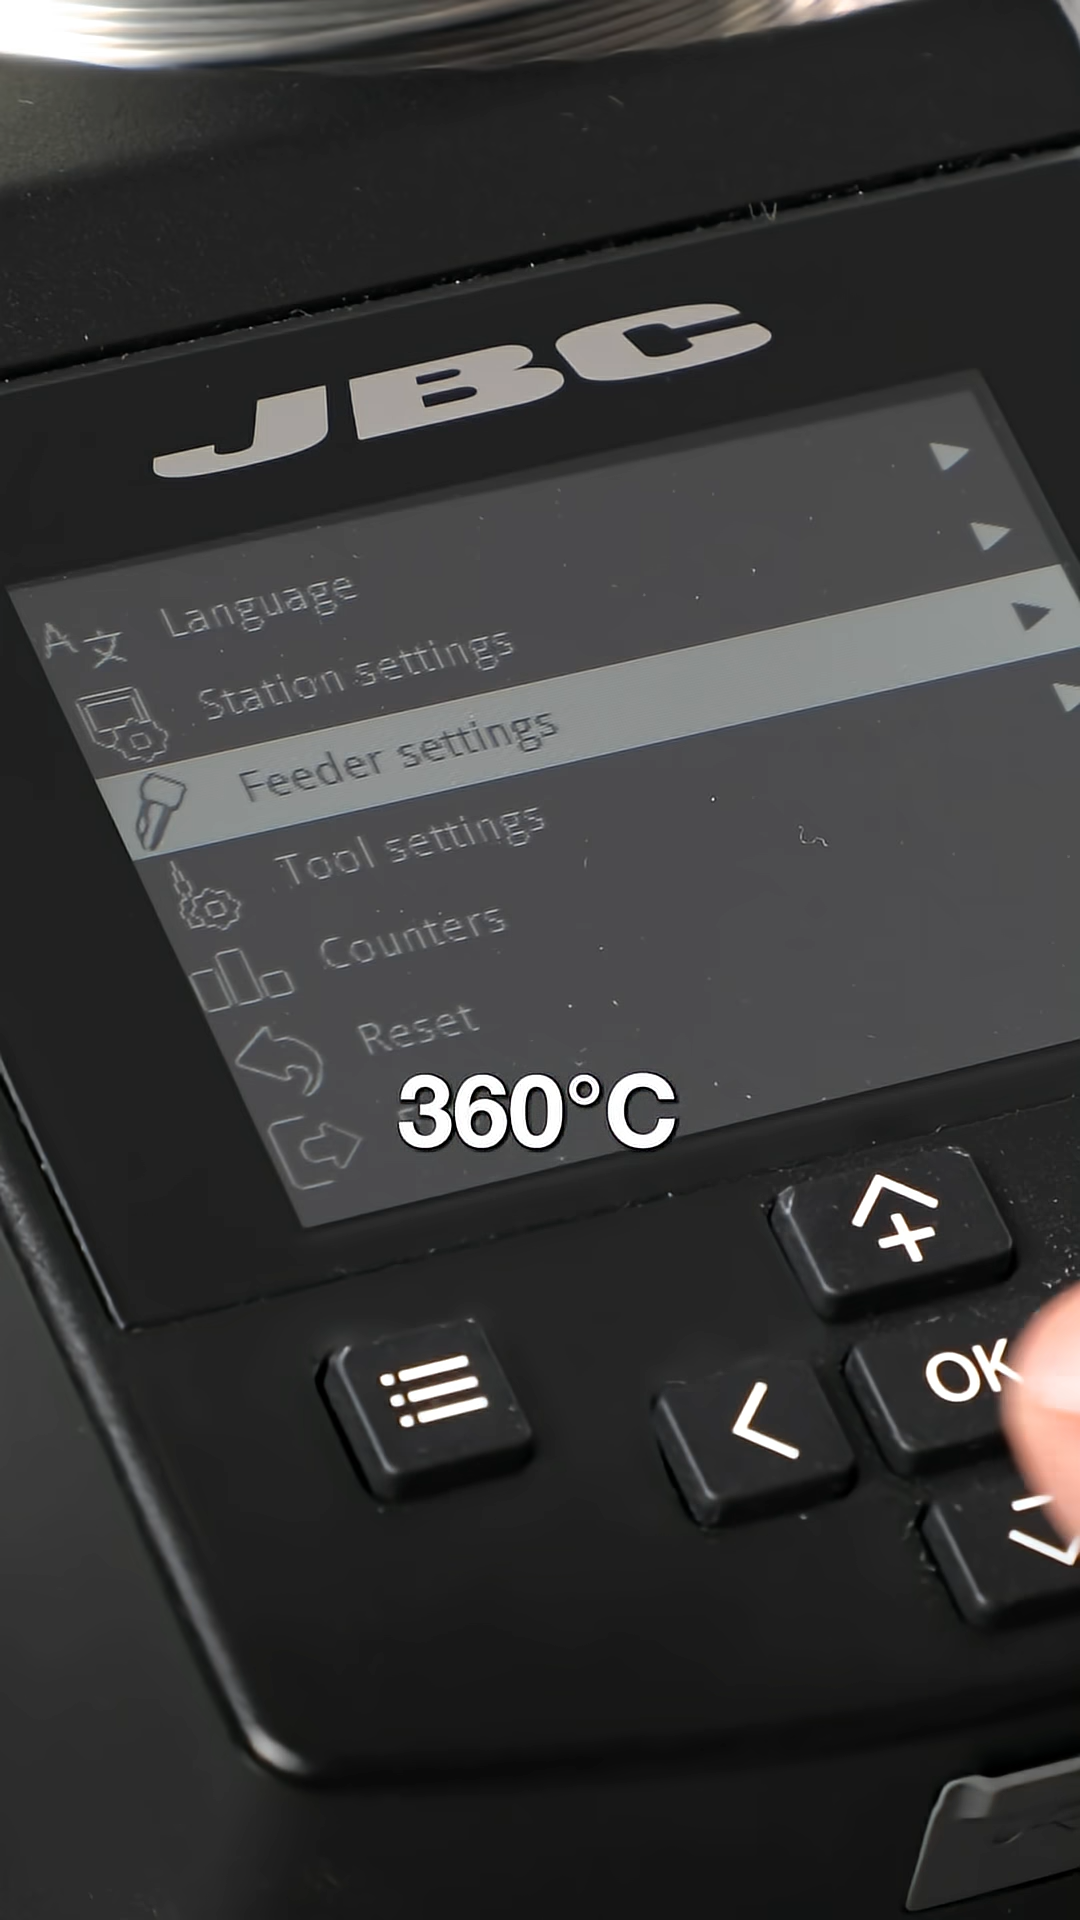 JBC
Language
Station settings
Feeder settings
Tool settings
Counters
Reset
360°C
OK